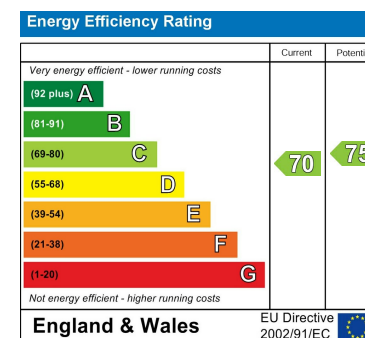 Energy Efficiency Rating
Current Potenti
Very energy efficient - lower running costs
(92 plus) A
(81-91) B
(69-80) C
70 75
(55-68) D
(39-54) E
(21-38) F
(1-20) G
Not energy efficient - higher running costs
England & Wales
EU Directive
2002/91/EC